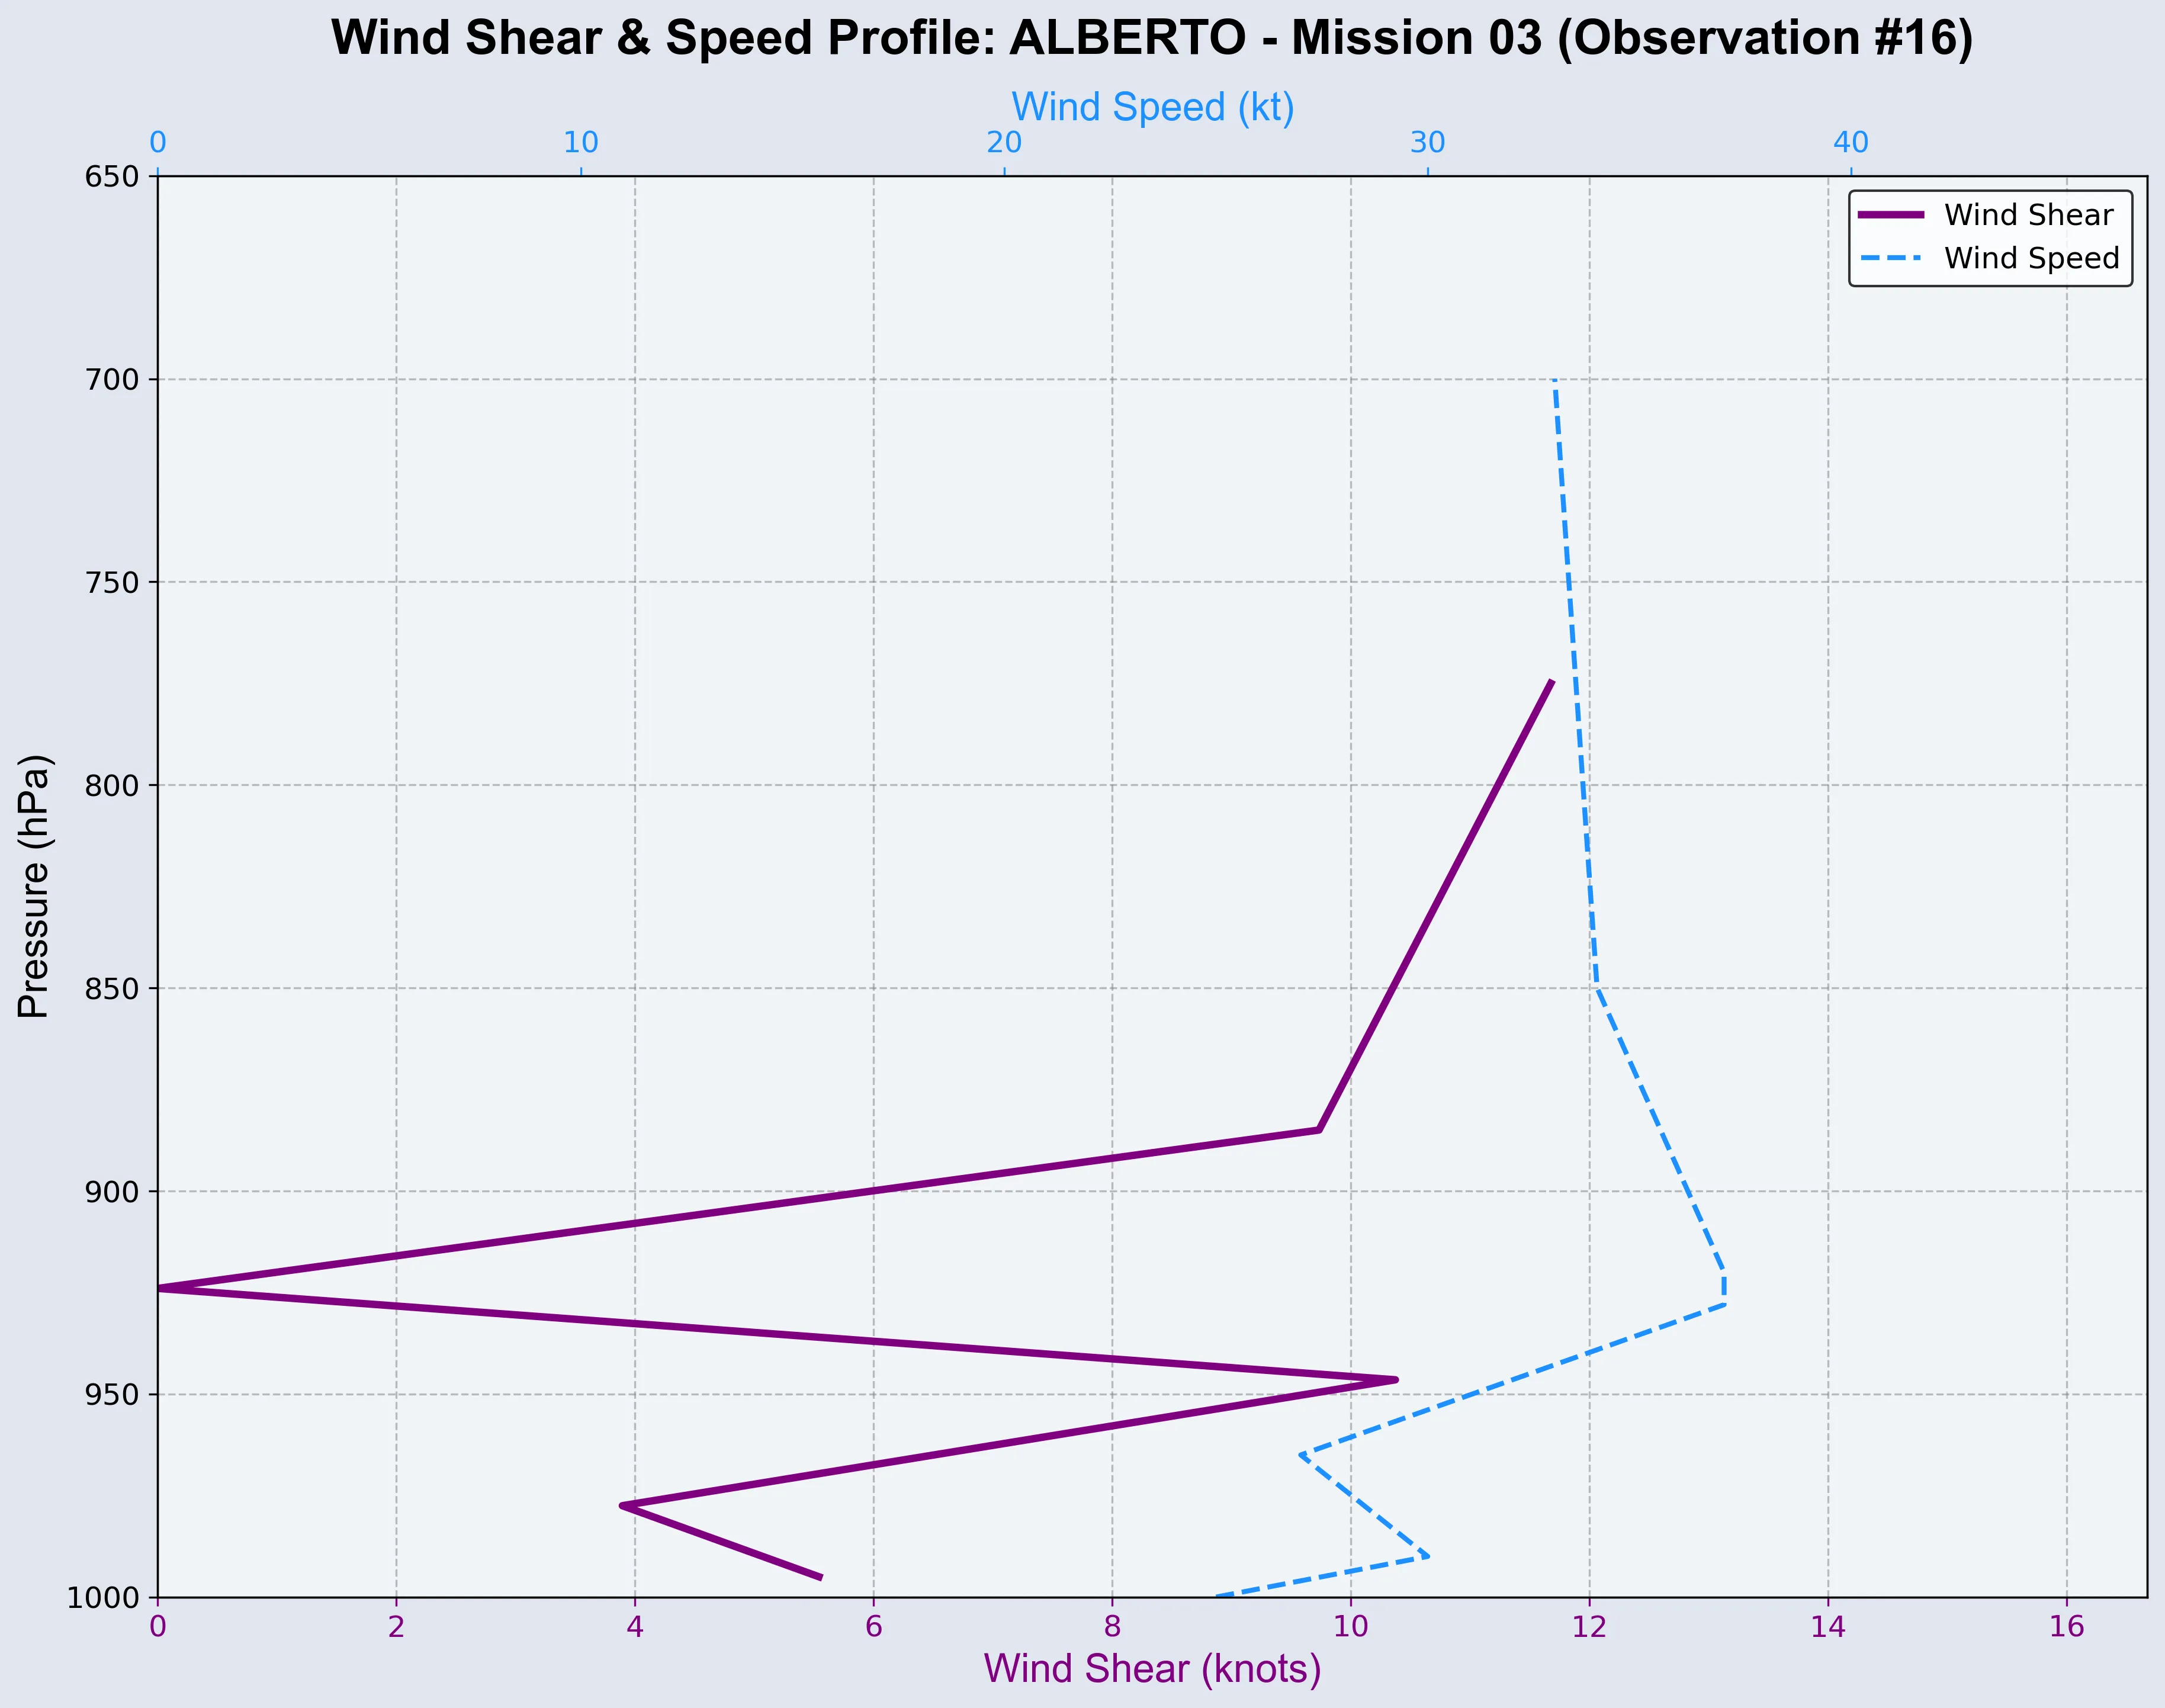 Wind Shear & Speed Profile: ALBERTO - Mission 03 (Observation #16)
Wind Speed (kt)
0 10 20 30 40
Wind Shear
Wind Speed
650
700
750
800
850
900
950
1000
Pressure (hPa)
0 2 4 6 8 10 12 14 16
Wind Shear (knots)